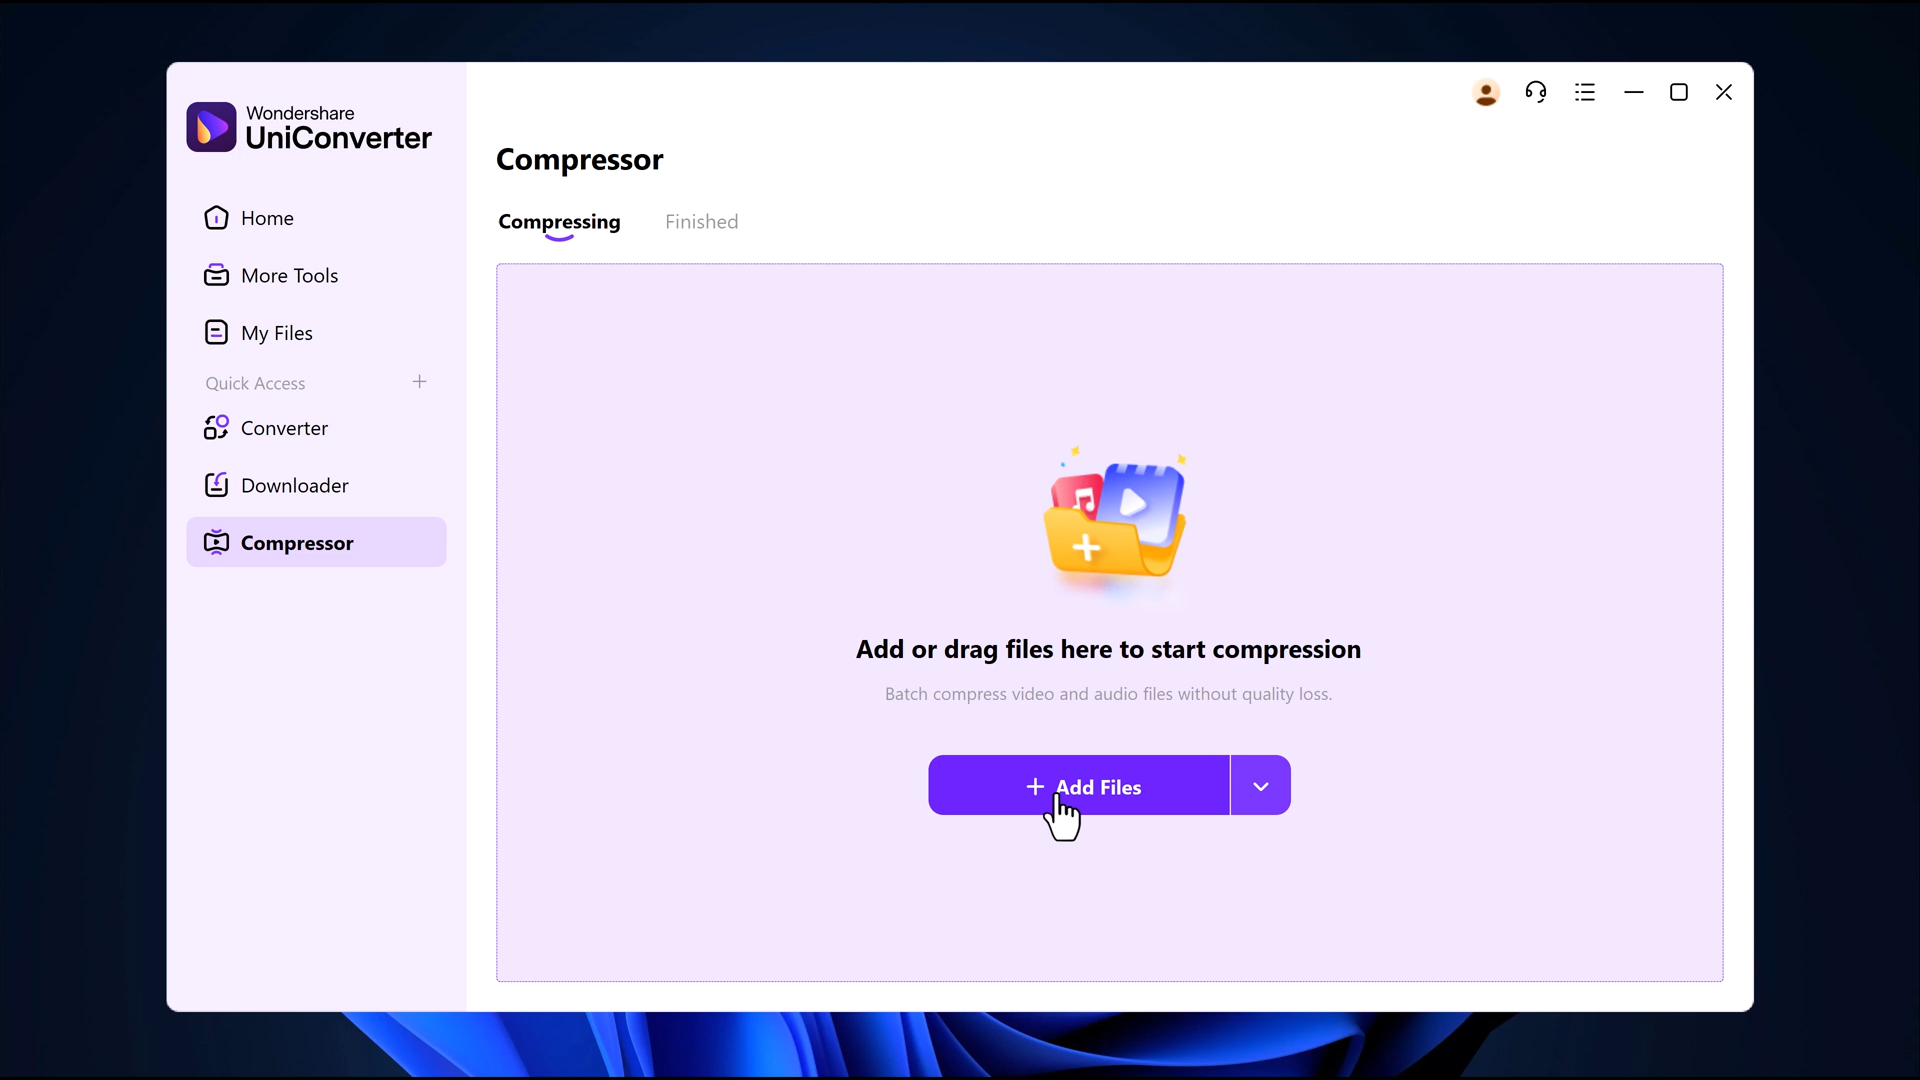 Wondershare
UniConverter
Home
More Tools
My Files
Quick Access
Converter
Downloader
Compressor
Compressor
Compressing
Finished
Add or drag files here to start compression
Batch compress video and audio files without quality loss.
Add Files